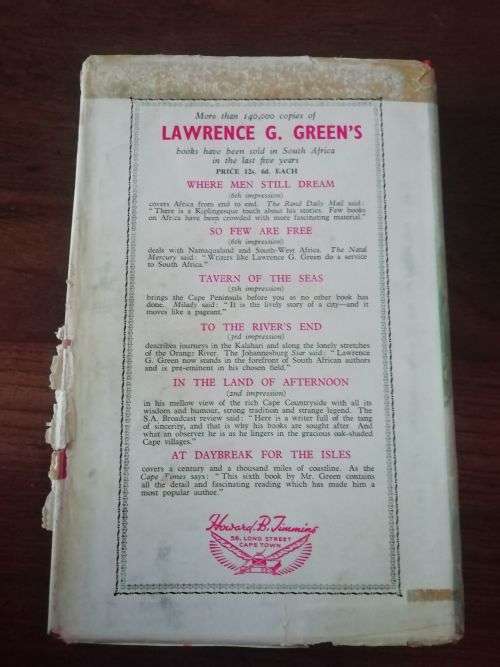 More than 140,000 copies of
LAWRENCE G. GREEN'S
books have been sold in South Africa
in the last five years
PRICE 12s. 6d. EACH
WHERE MEN STILL DREAM
(6th impression)
covers Africa from end to end. The Rand Daily Mail said:
"There is a Kiplingesque touch about his stories. Few books
on Africa have been crowded with more fascinating material."
SO FEW ARE FREE
(6th impression)
deals with Namaqualand and South-West Africa. The Natal
Mercury said: "Writers like Lawrence G. Green do a service
to South Africa."
TAVERN OF THE SEAS
(5th impression)
brings the Cape Peninsula before you as no other book has
done. Milady said: "It is the lively story of a city—and it
moves like a pageant."
TO THE RIVER'S END
(3rd impression)
describes journeys in the Kalahari and along the lonely stretches
of the Orange River. The Johannesburg Star said: "Lawrence
G. Green now stands in the forefront of South African authors
and is pre-eminent in his chosen field."
IN THE LAND OF AFTERNOON
(2nd impression)
in his mellow view of the rich Cape Countryside with all its
wisdom and humour, strong tradition and strange legend. The
S.A. Broadcast review said: "Here is a writer full of the tang
of sincerity, and that is why his books are sought after. And
what an observer he is as he lingers in the gracious oak-shaded
Cape villages."
AT DAYBREAK FOR THE ISLES
covers a century and a thousand miles of coastline. As the
Cape Times says: "This sixth book by Mr. Green contains
all the detail and fascinating reading which has made him a
most popular author."
Howard B. Timmins
58, LONG STREET
CAPE TOWN